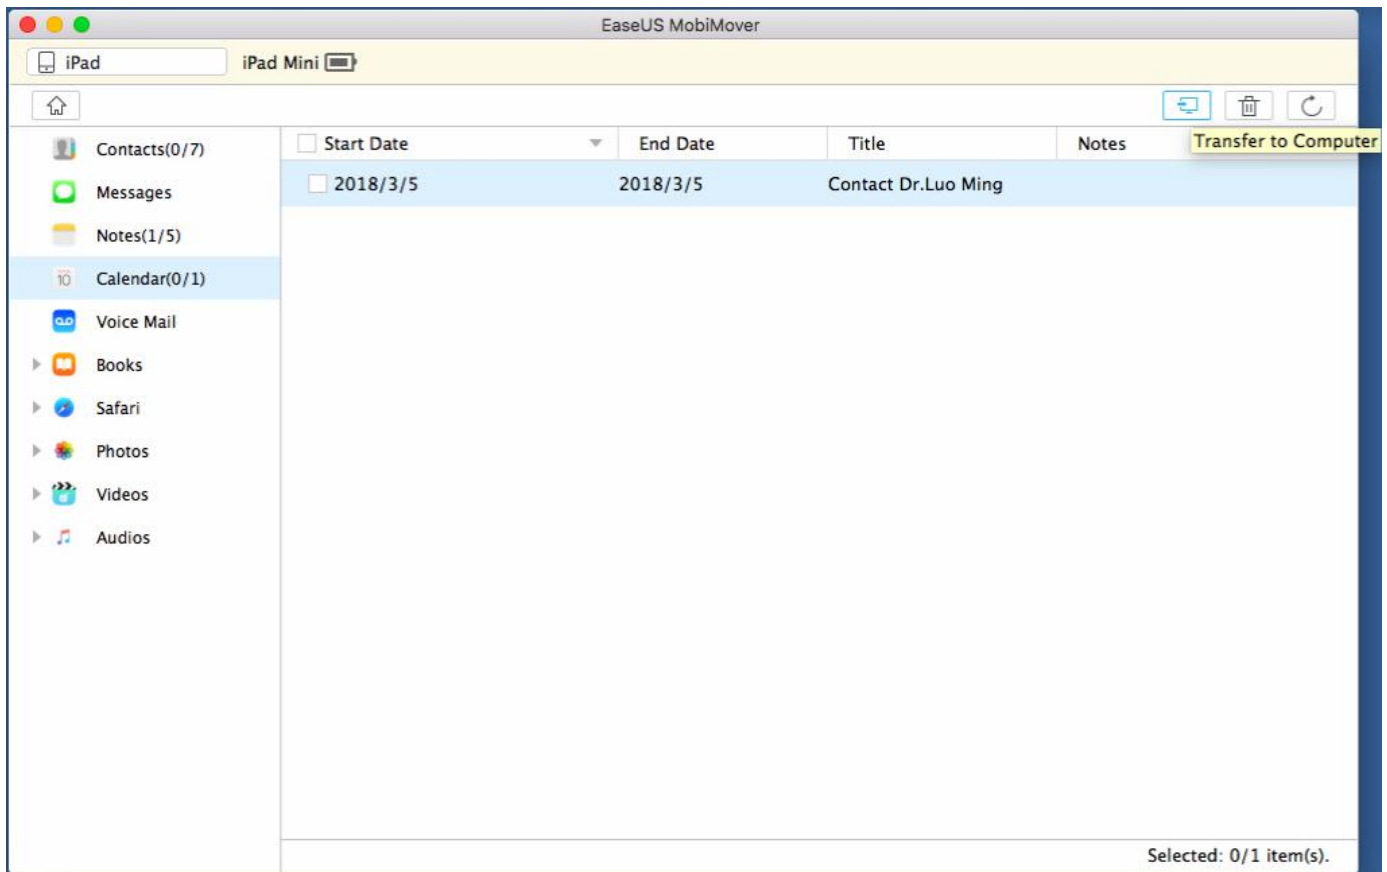 EaseUS MobiMover
iPad iPad Mini
Transfer to Computer
Contacts(0/7)
Messages
Notes(1/5)
10 Calendar(0/1)
Voice Mail
Books
Safari
Photos
Videos
Audios
Start Date End Date Title Notes
2018/3/5 2018/3/5 Contact Dr.Luo Ming
Selected: 0/1 item(s).